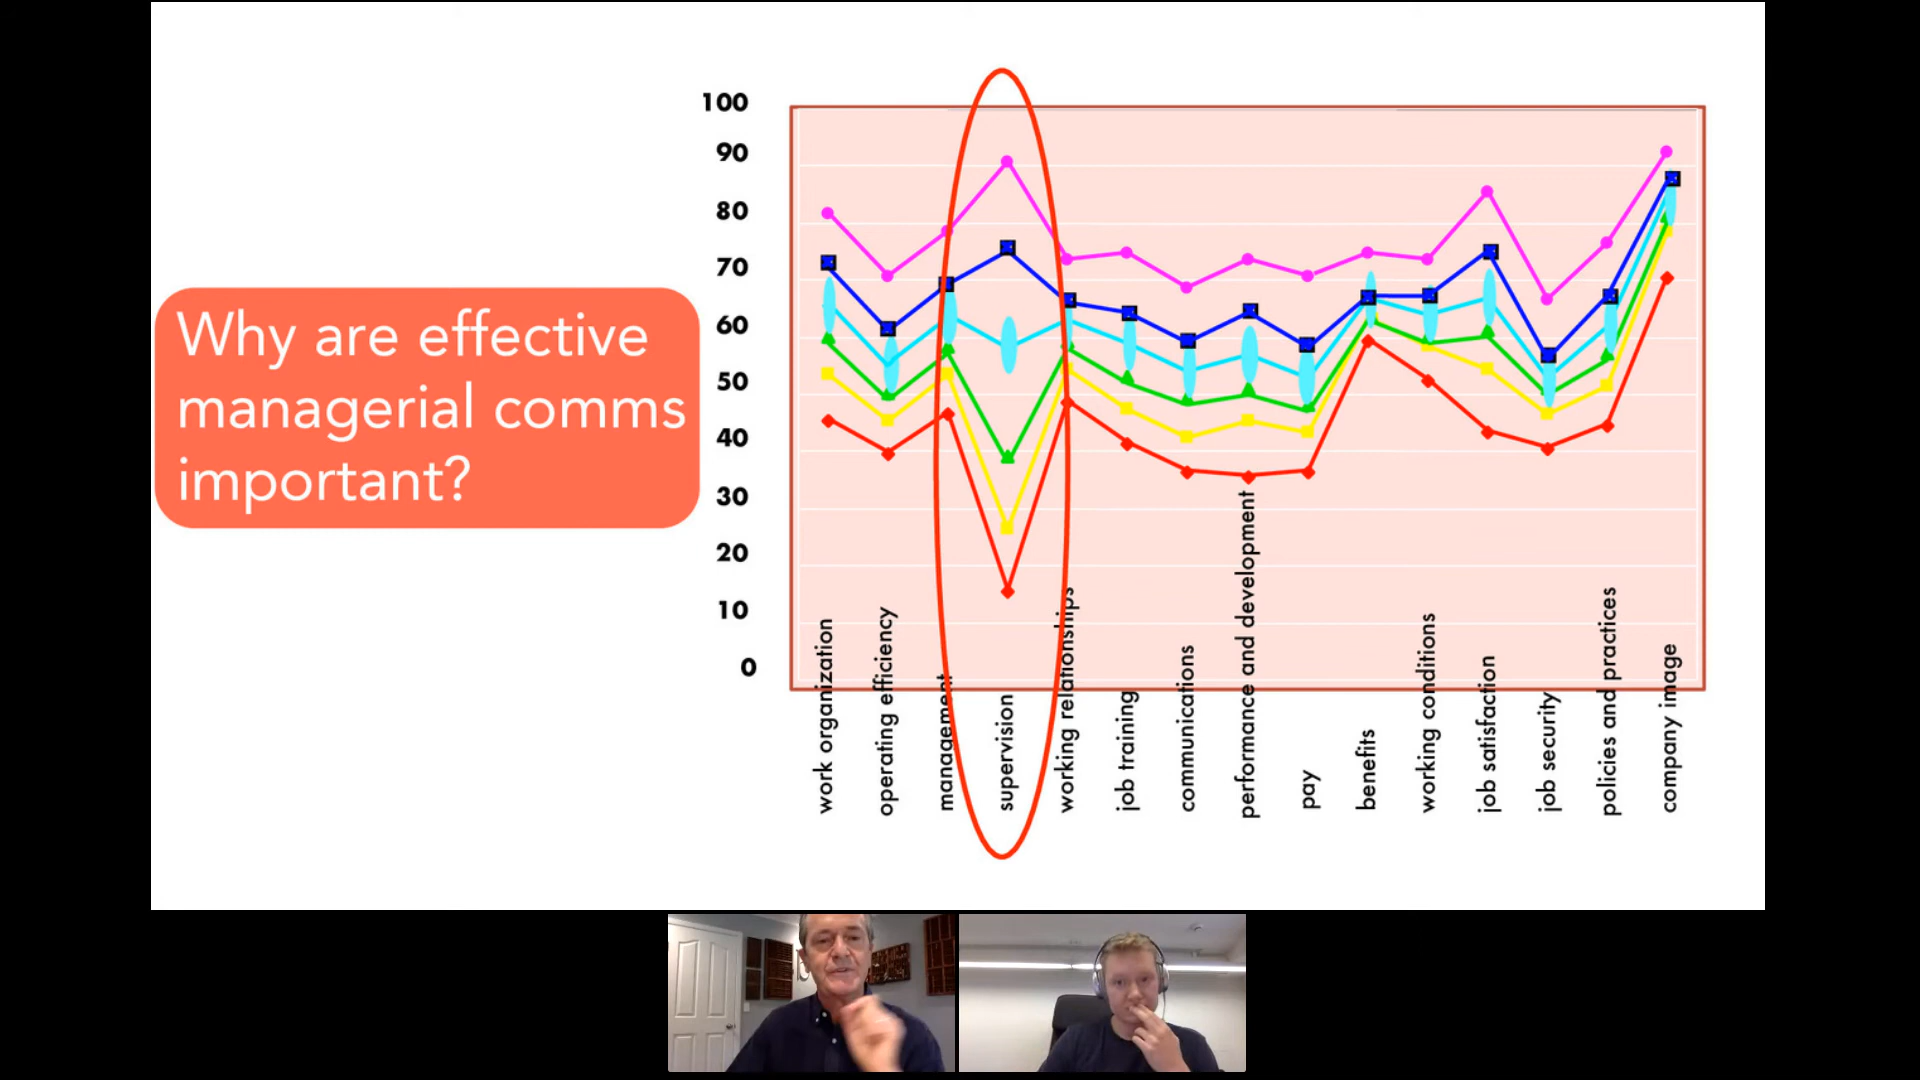 Why are effective
managerial comms
important?
100
90
80
70
60
50
40
30
20
10
0
work organization
operating efficiency
management
supervision
working relationships
job training
communications
performance and development
pay
benefits
working conditions
job satisfaction
job security
policies and practices
company image